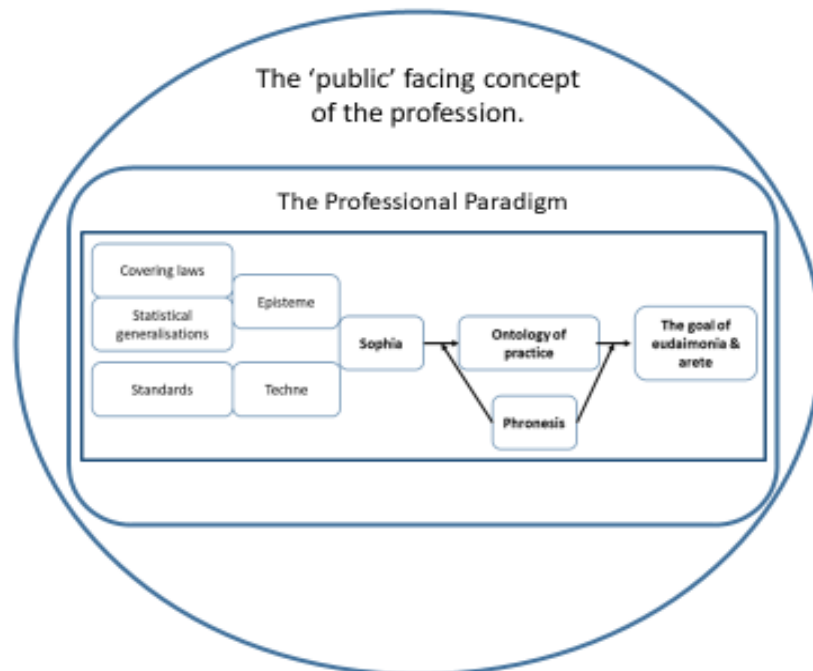 The ‘public’ facing concept
of the profession.
The Professional Paradigm
Covering laws
Statistical
generalisations
Episteme
Standards
Techne
Sophia
Ontology of
practice
Phronesis
The goal of
eudaimonia &
arete